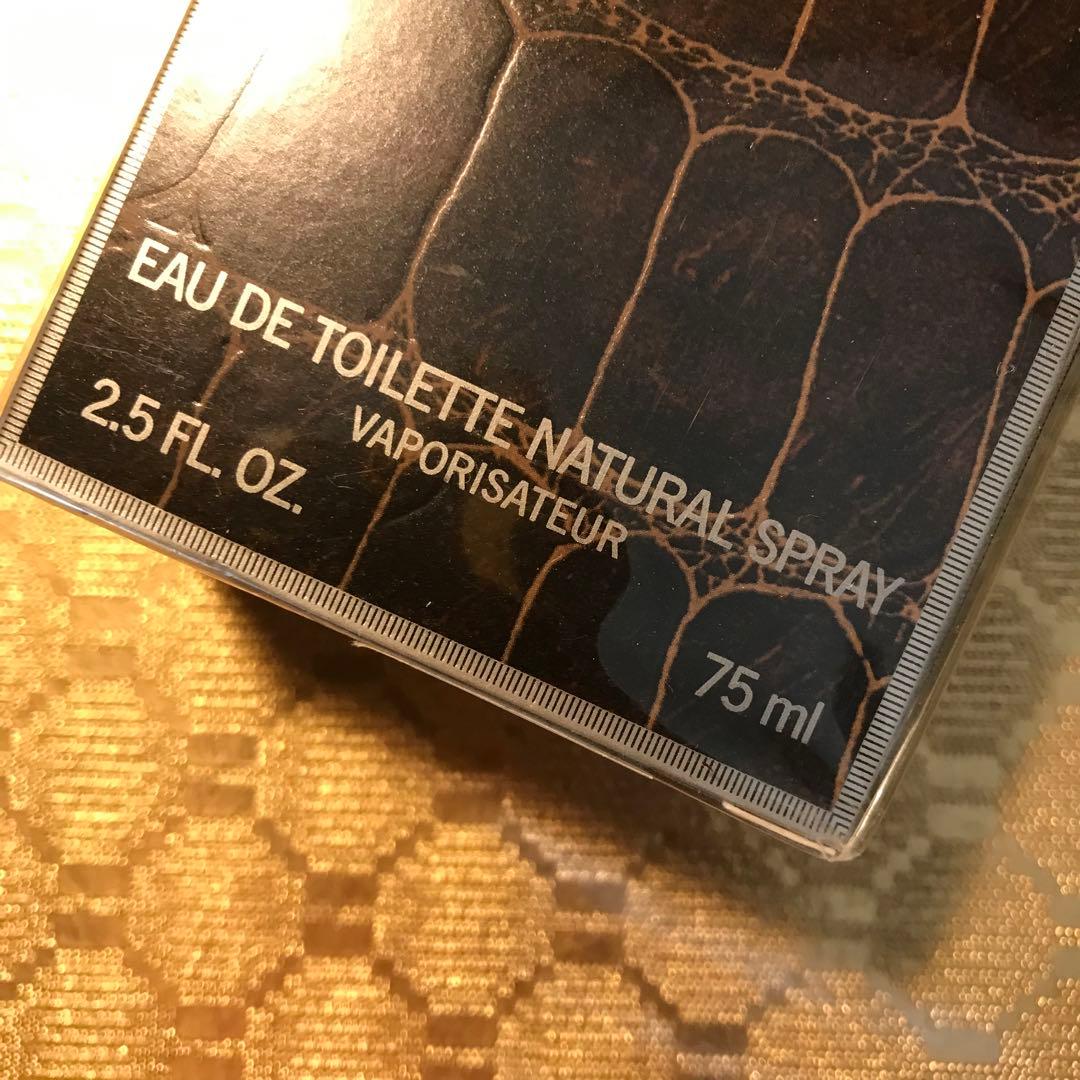 EAU DE TOILETTE NATURAL SPRAY
VAPORISATEUR
2.5 FL. OZ.
75 ml